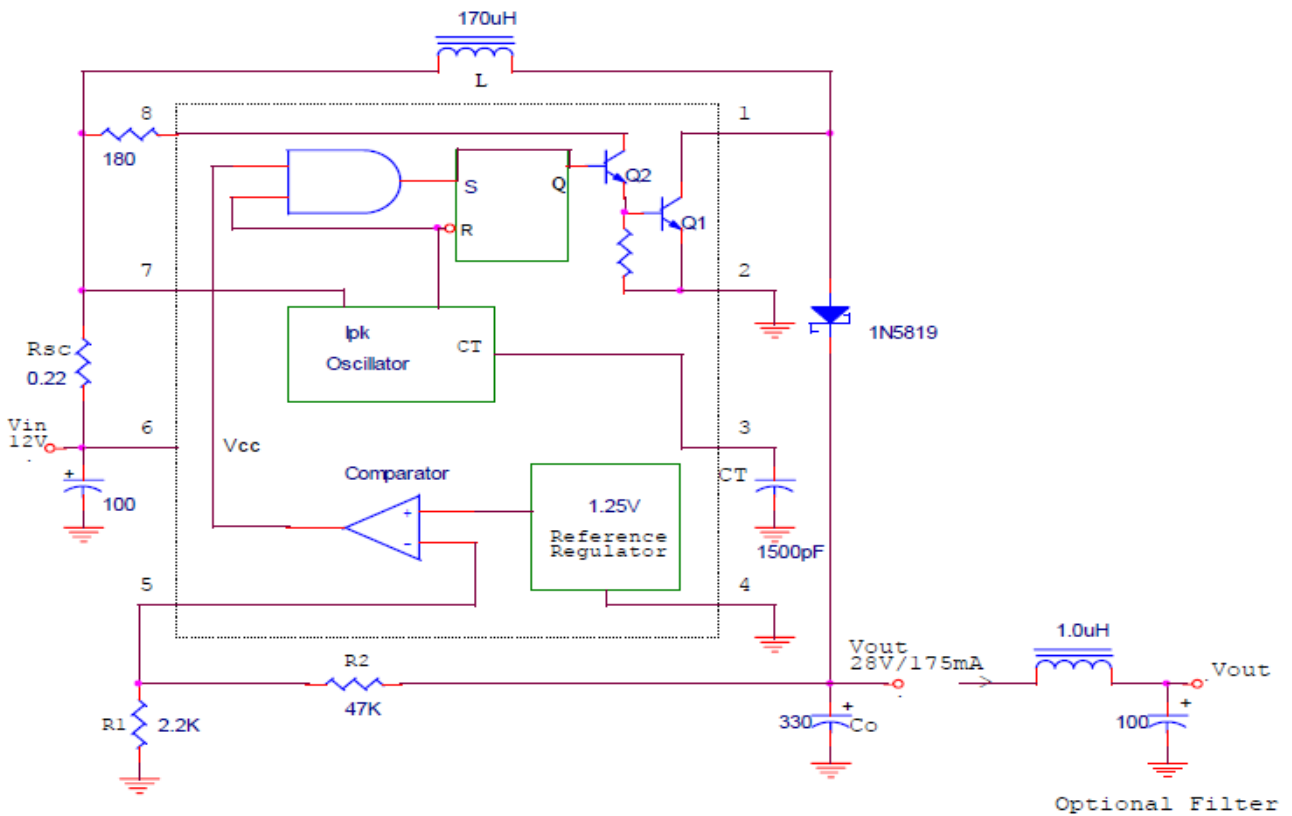 170uH
L
8
1
180
S
Q
Q2
R
Q1
7
2
Ipk
Oscillator
CT
1N5819
Rsc
0.22
Vin
12V
6
Vcc
3
Comparator
+
-
1.25V
Reference
Regulator
CT
+
100
1500pF
5
4
R2
47K
Vout
28V/175mA
1.0uH
Vout
R1
2.2K
330
+
Co
100
+
Optional Filter